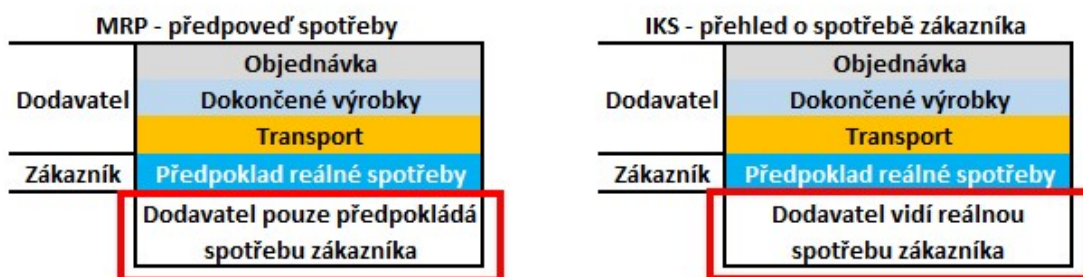 MRP - předpověď spotřeby
Objednávka
Dodavatel
Dokončené výrobky
Transport
Zákazník
Předpoklad reálné spotřeby
Dodavatel pouze předpokládá
spotřebu zákazníka
IKS - přehled o spotřebě zákazníka
Objednávka
Dodavatel
Dokončené výrobky
Transport
Zákazník
Předpoklad reálné spotřeby
Dodavatel vidí reálnou
spotřebu zákazníka